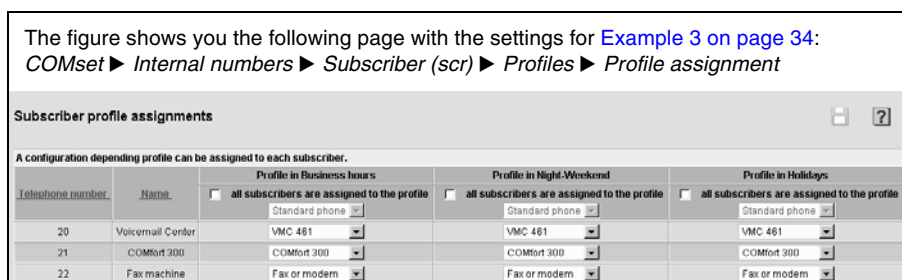 The figure shows you the following page with the settings for Example 3 on page 34:
COMset ▶ Internal numbers ▶ Subscriber (scr) ▶ Profiles ▶ Profile assignment
Subscriber profile assignments ?
A configuration depending profile can be assigned to each subscriber.
Profile in Business hours Profile in Night-Weekend Profile in Holidays
Telephone number Name all subscribers are assigned to the profile all subscribers are assigned to the profile all subscribers are assigned to the profile
Standard phone Standard phone Standard phone
20 Voicemail Center VMC 461 VMC 461 VMC 461
21 COMfort 300 COMfort 300 COMfort 300 COMfort 300
22 Fax machine Fax or modem Fax or modem Fax or modem